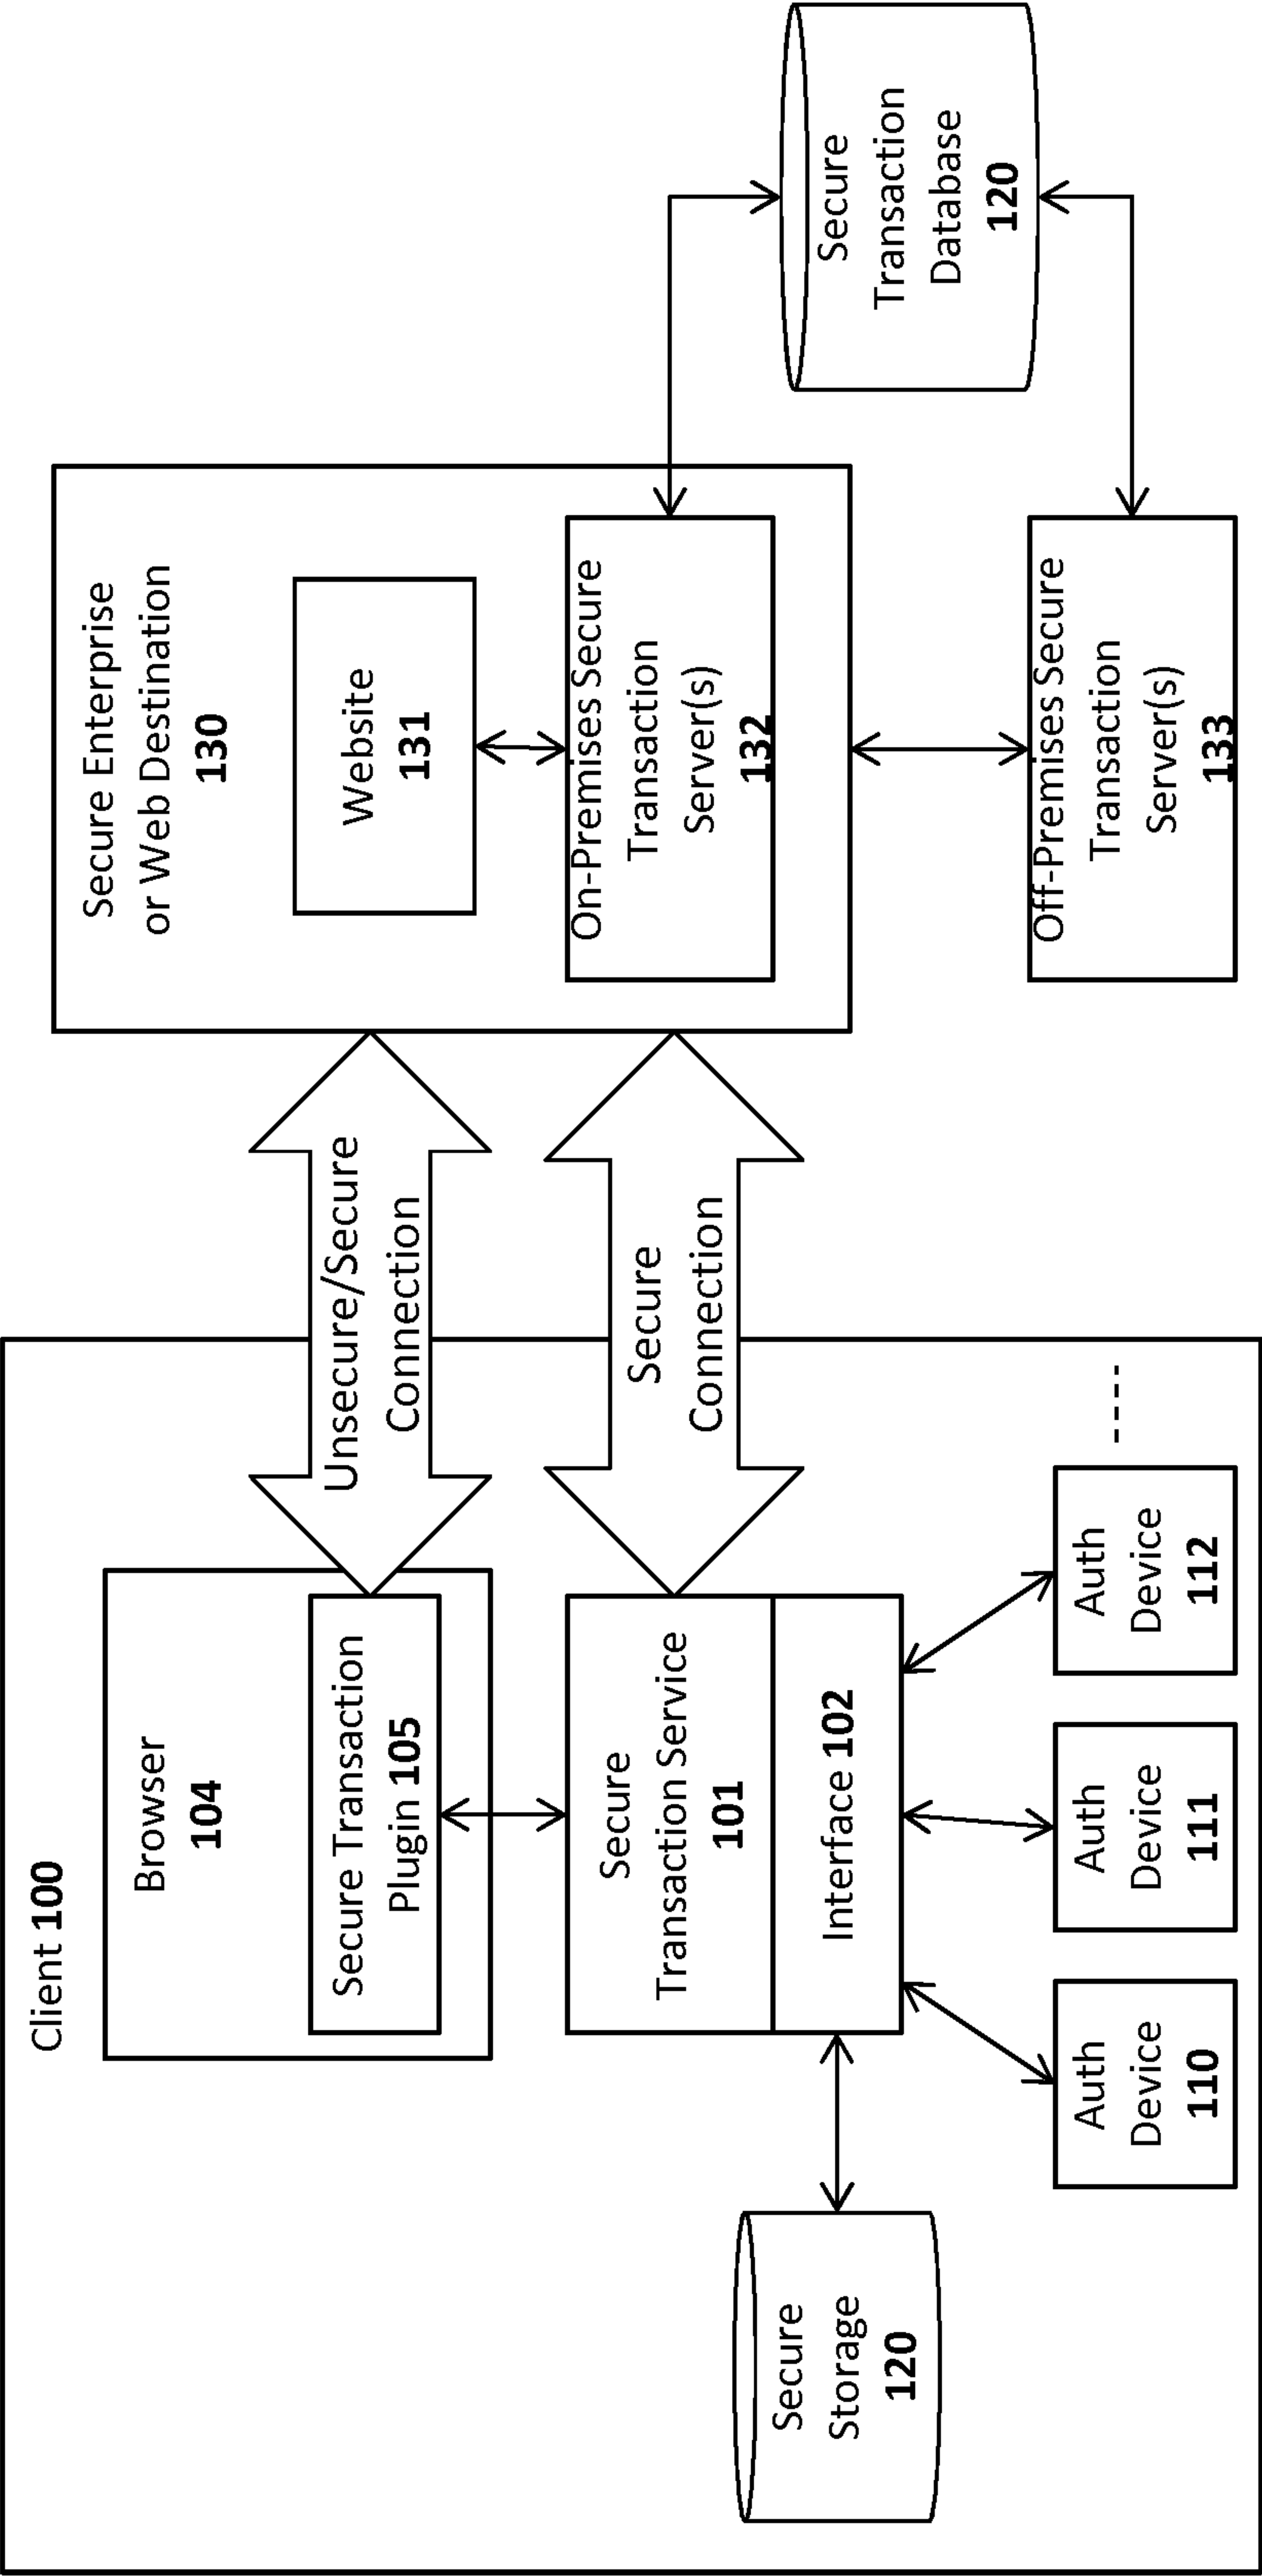 Client 100
Browser
104
Secure Transaction
Plugin 105
Secure
Transaction Service
101
Interface 102
Secure
Storage
120
Auth
Device
110
Auth
Device
111
Auth
Device
112
Unsecure/Secure
Connection
Secure
Connection
Secure Enterprise
or Web Destination
130
Website
131
On-Premises Secure
Transaction
Server(s)
132
Off-Premises Secure
Transaction
Server(s)
133
Secure
Transaction
Database
120